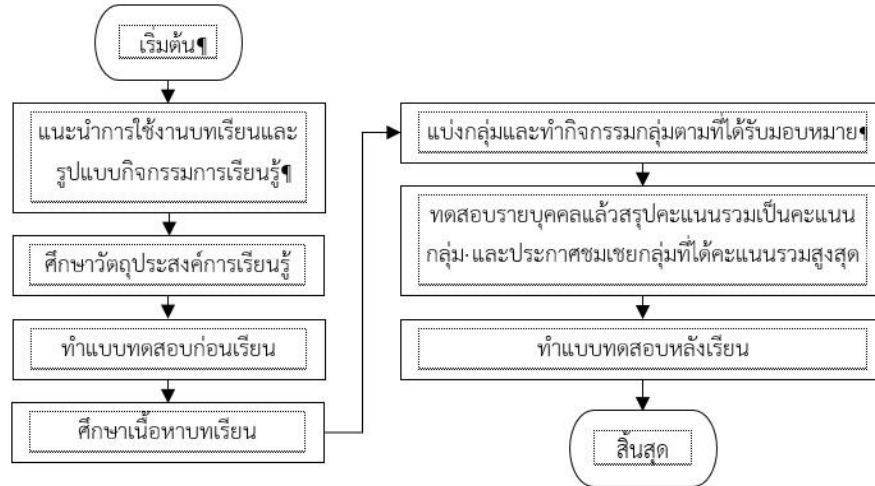 เริ่มต้น¶
แนะนำการใช้งานบทเรียนและ
รูปแบบกิจกรรมการเรียนรู้¶
ศึกษาวัตถุประสงค์การเรียนรู้
ทำแบบทดสอบก่อนเรียน
ศึกษาเนื้อหาบทเรียน
แบ่งกลุ่มและทำกิจกรรมกลุ่มตามที่ได้รับมอบหมาย¶
ทดสอบรายบุคคลแล้วสรุปคะแนนรวมเป็นคะแนน
กลุ่ม·และประกาศชมเชยกลุ่มที่ได้คะแนนรวมสูงสุด
ทำแบบทดสอบหลังเรียน
สิ้นสุด